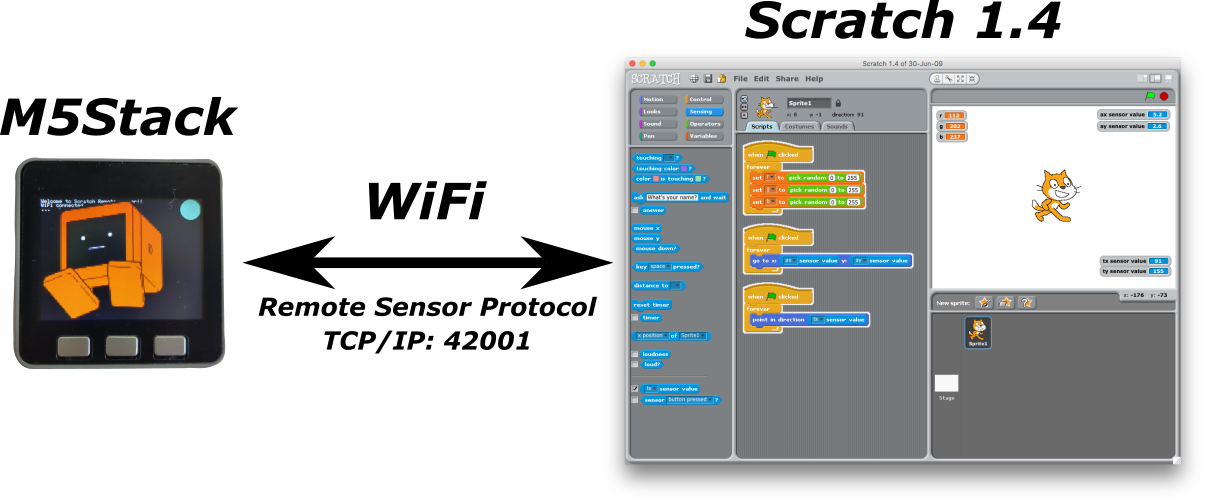 Scratch 1.4
M5Stack
Welcome to Scratch Remote
WiFi connected
WiFi
Remote Sensor Protocol
TCP/IP: 42001
Scratch 1.4 of 30-Jun-09
SCRATCH
File Edit Share Help
Motion Control
Looks Sensing
Sound Operators
Pen Variables
touching ?
touching color ?
color is touching ?
ask What's your name? and wait
answer
mouse x
mouse y
mouse down?
key space pressed?
distance to
reset timer
timer
x position of Sprite1
loudness
loud?
tx sensor value
sensor button pressed ?
Sprite1
x: 6 y: -1 direction: 91
Scripts Costumes Sounds
when clicked
forever
set r to pick random 0 to 255
set g to pick random 0 to 255
set b to pick random 0 to 255
when clicked
forever
go to x: ax sensor value y: ay sensor value
when clicked
forever
point in direction tx sensor value
r 112
g 202
b 237
ax sensor value 5.2
ay sensor value 2.6
tx sensor value 91
ty sensor value 155
x: -176 y: -73
New sprite:
Sprite1
Stage